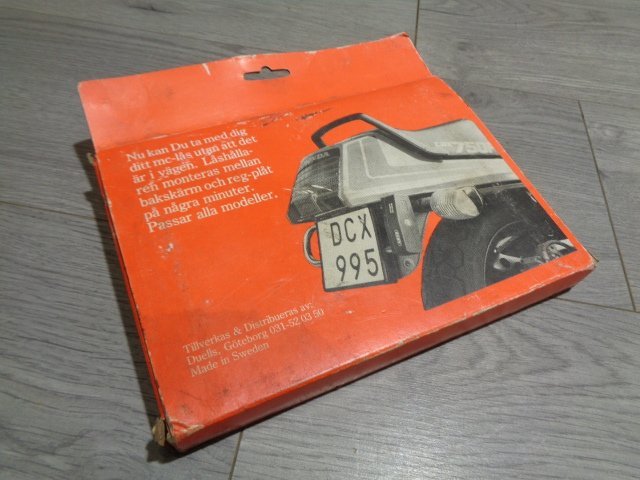 Nu kan Du ta med dig
ditt mc-lås utan att det
är i vägen. Låshålla-
ren monteras mellan
bakskärm och reg-plåt
på några minuter.
Passar alla modeller.
HONDA
750
DCX
995
Tillverkas & Distribueras av:
Duells, Göteborg 031-52 03 50
Made in Sweden